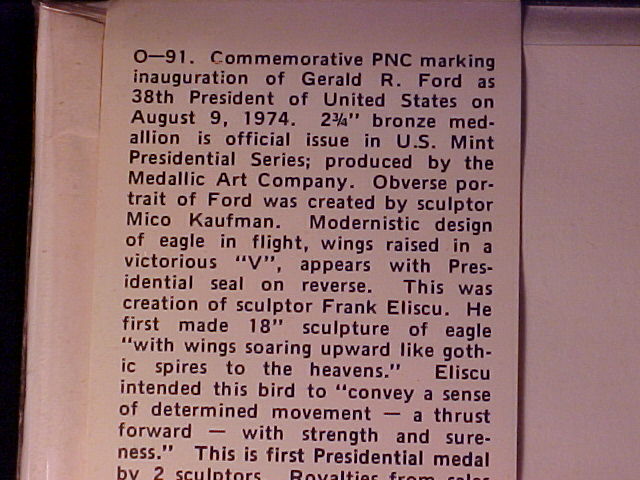 O—91. Commemorative PNC marking
inauguration of Gerald R. Ford as
38th President of United States on
August 9, 1974. 2¾" bronze med-
allion is official issue in U.S. Mint
Presidential Series; produced by the
Medallic Art Company. Obverse por-
trait of Ford was created by sculptor
Mico Kaufman. Modernistic design
of eagle in flight, wings raised in a
victorious "V", appears with Pres-
idential seal on reverse. This was
creation of sculptor Frank Eliscu. He
first made 18" sculpture of eagle
"with wings soaring upward like goth-
ic spires to the heavens." Eliscu
intended this bird to "convey a sense
of determined movement — a thrust
forward — with strength and sure-
ness." This is first Presidential medal
by 2 sculptors. Royalties from sales